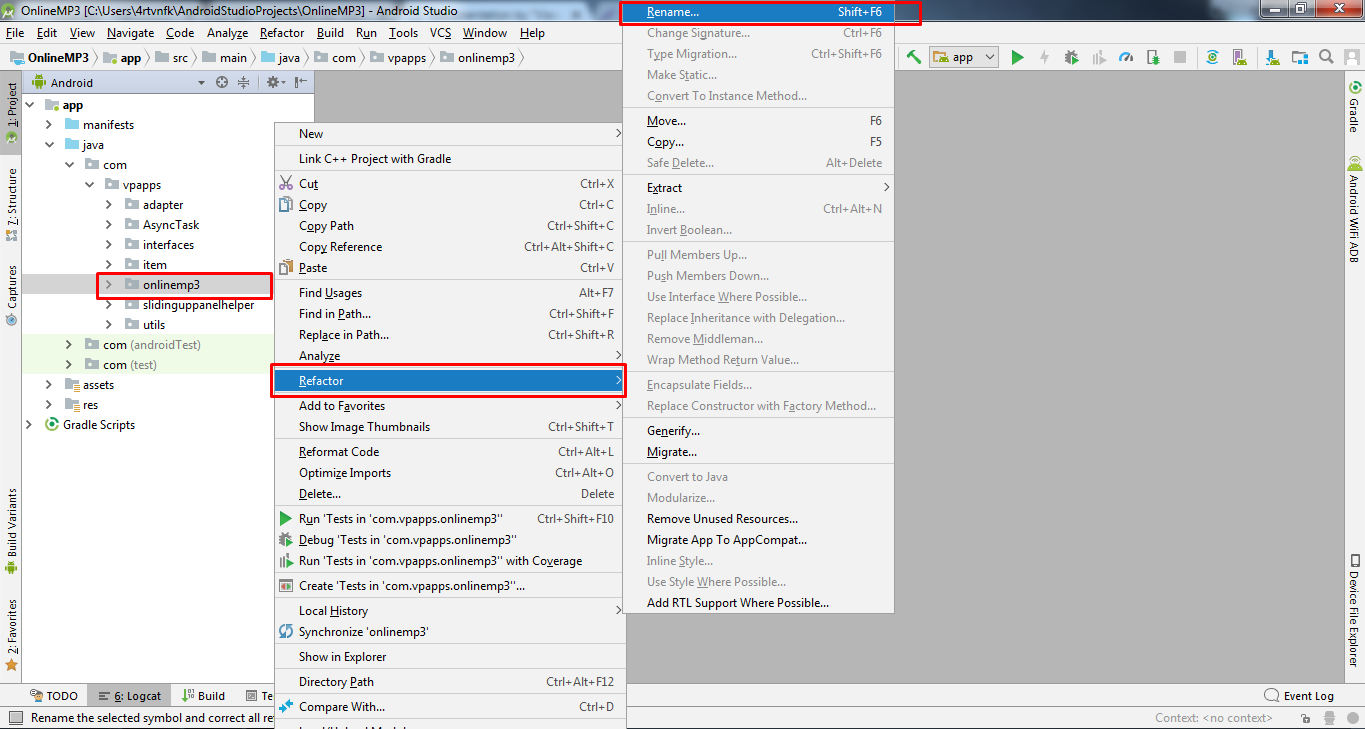 OnlineMP3 [C:\Users\4rtvnfk\AndroidStudioProjects\OnlineMP3] - Android Studio
File Edit View Navigate Code Analyze Refactor Build Run Tools VCS Window Help
OnlineMP3 app src main java com vpapps onlinemp3
app
Android
1: Project
7: Structure
Captures
Build Variants
2: Favorites
app
manifests
java
com
vpapps
adapter
AsyncTask
interfaces
item
onlinemp3
slidinguppanelhelper
utils
com (androidTest)
com (test)
assets
res
Gradle Scripts
New
Link C++ Project with Gradle
Cut Ctrl+X
Copy Ctrl+C
Copy Path Ctrl+Shift+C
Copy Reference Ctrl+Alt+Shift+C
Paste Ctrl+V
Find Usages Alt+F7
Find in Path... Ctrl+Shift+F
Replace in Path... Ctrl+Shift+R
Analyze
Refactor
Add to Favorites
Show Image Thumbnails Ctrl+Shift+T
Reformat Code Ctrl+Alt+L
Optimize Imports Ctrl+Alt+O
Delete... Delete
Run 'Tests in 'com.vpapps.onlinemp3'' Ctrl+Shift+F10
Debug 'Tests in 'com.vpapps.onlinemp3''
Run 'Tests in 'com.vpapps.onlinemp3'' with Coverage
Create 'Tests in 'com.vpapps.onlinemp3''...
Local History
Synchronize 'onlinemp3'
Show in Explorer
Directory Path Ctrl+Alt+F12
Compare With... Ctrl+D
Rename... Shift+F6
Change Signature... Ctrl+F6
Type Migration... Ctrl+Shift+F6
Make Static...
Convert To Instance Method...
Move... F6
Copy... F5
Safe Delete... Alt+Delete
Extract
Inline... Ctrl+Alt+N
Invert Boolean...
Pull Members Up...
Push Members Down...
Use Interface Where Possible...
Replace Inheritance with Delegation...
Remove Middleman...
Wrap Method Return Value...
Encapsulate Fields...
Replace Constructor with Factory Method...
Generify...
Migrate...
Convert to Java
Modularize...
Remove Unused Resources...
Migrate App To AppCompat...
Inline Style...
Use Style Where Possible...
Add RTL Support Where Possible...
Gradle
Android WiFi ADB
Device File Explorer
TODO 6: Logcat Build Te
Event Log
Rename the selected symbol and correct all re
Context: <no context>